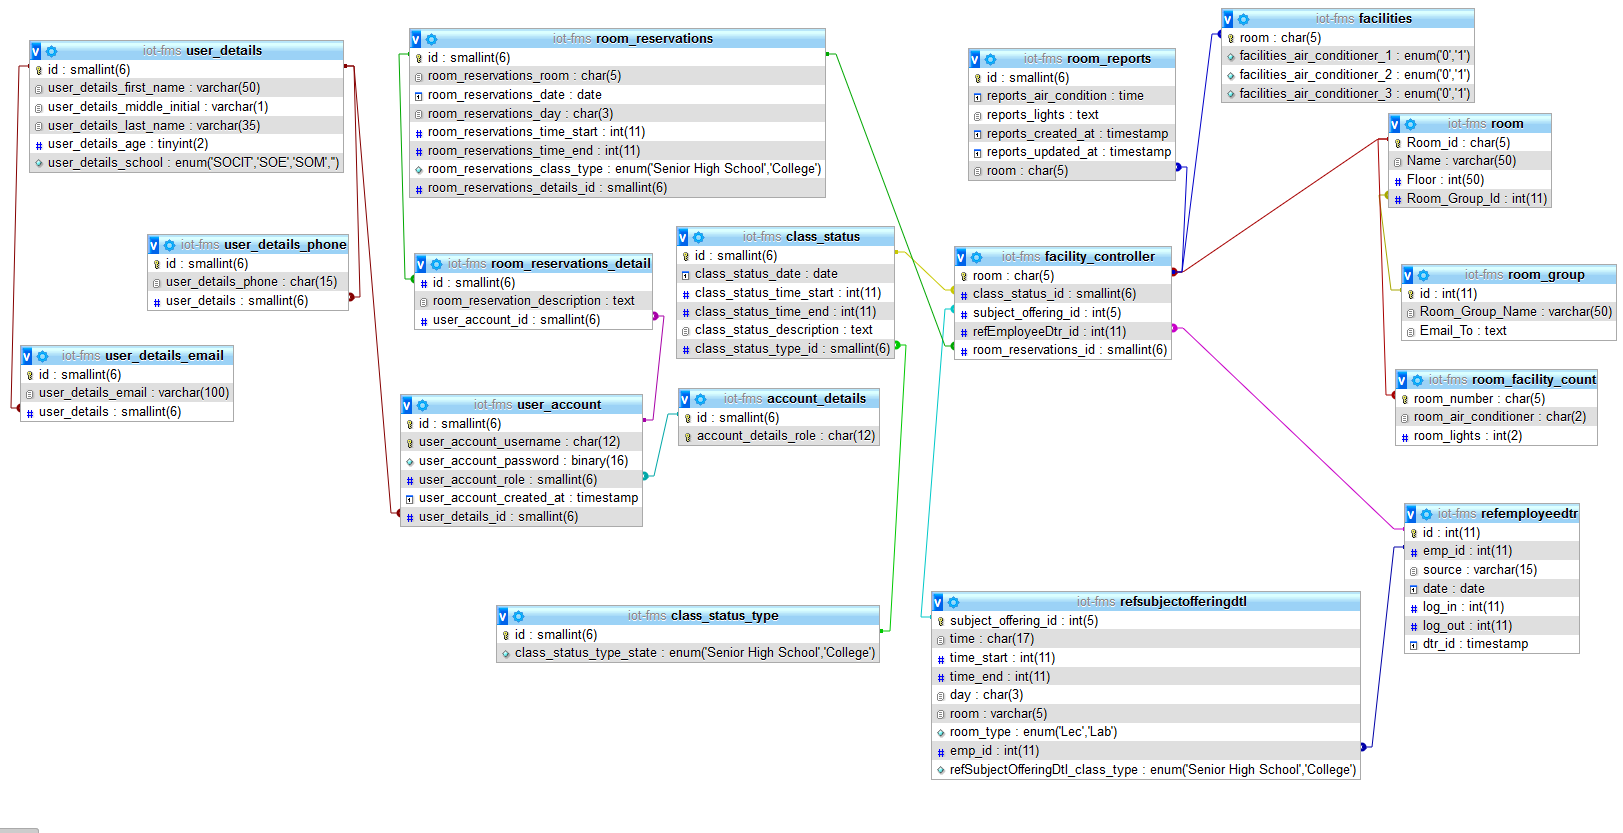 iot-fms user_details
id : smallint(6)
user_details_first_name : varchar(50)
user_details_middle_initial : varchar(1)
user_details_last_name : varchar(35)
user_details_age : tinyint(2)
user_details_school : enum('SOCIT','SOE','SOM','')
iot-fms user_details_phone
id : smallint(6)
user_details_phone : char(15)
user_details : smallint(6)
iot-fms user_details_email
id : smallint(6)
user_details_email : varchar(100)
user_details : smallint(6)
iot-fms room_reservations
id : smallint(6)
room_reservations_room : char(5)
room_reservations_date : date
room_reservations_day : char(3)
room_reservations_time_start : int(11)
room_reservations_time_end : int(11)
room_reservations_class_type : enum('Senior High School','College')
room_reservations_details_id : smallint(6)
iot-fms room_reservations_detail
id : smallint(6)
room_reservation_description : text
user_account_id : smallint(6)
iot-fms user_account
id : smallint(6)
user_account_username : char(12)
user_account_password : binary(16)
user_account_role : smallint(6)
user_account_created_at : timestamp
user_details_id : smallint(6)
iot-fms class_status
id : smallint(6)
class_status_date : date
class_status_time_start : int(11)
class_status_time_end : int(11)
class_status_description : text
class_status_type_id : smallint(6)
iot-fms account_details
id : smallint(6)
account_details_role : char(12)
iot-fms class_status_type
id : smallint(6)
class_status_type_state : enum('Senior High School','College')
iot-fms room_reports
id : smallint(6)
reports_air_condition : time
reports_lights : text
reports_created_at : timestamp
reports_updated_at : timestamp
room : char(5)
iot-fms facility_controller
room : char(5)
class_status_id : smallint(6)
subject_offering_id : int(5)
refEmployeeDtr_id : int(11)
room_reservations_id : smallint(6)
iot-fms refsubjectofferingdtl
subject_offering_id : int(5)
time : char(17)
time_start : int(11)
time_end : int(11)
day : char(3)
room : varchar(5)
room_type : enum('Lec','Lab')
emp_id : int(11)
refSubjectOfferingDtl_class_type : enum('Senior High School','College')
iot-fms facilities
room : char(5)
facilities_air_conditioner_1 : enum('0','1')
facilities_air_conditioner_2 : enum('0','1')
facilities_air_conditioner_3 : enum('0','1')
iot-fms room
Room_id : char(5)
Name : varchar(50)
Floor : int(50)
Room_Group_Id : int(11)
iot-fms room_group
id : int(11)
Room_Group_Name : varchar(50)
Email_To : text
iot-fms room_facility_count
room_number : char(5)
room_air_conditioner : char(2)
room_lights : int(2)
iot-fms refemployeedtr
id : int(11)
emp_id : int(11)
source : varchar(15)
date : date
log_in : int(11)
log_out : int(11)
dtr_id : timestamp